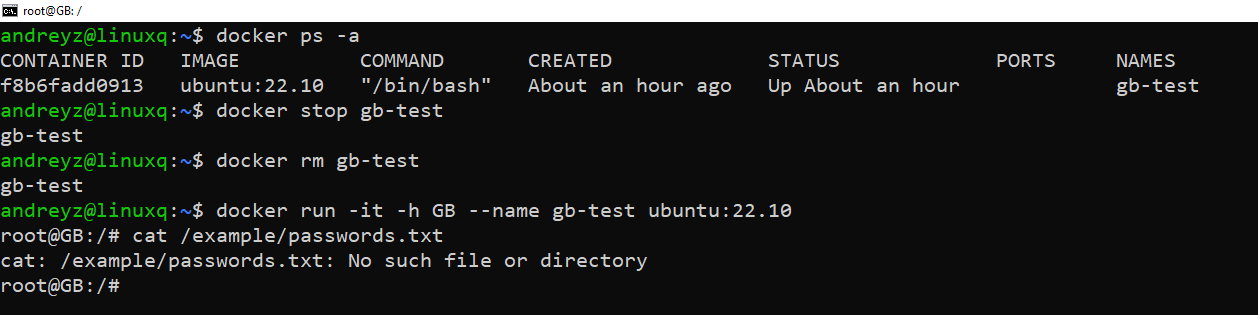 root@GB: /
andreyz@linuxq:~$ docker ps -a
CONTAINER ID   IMAGE          COMMAND       CREATED             STATUS             PORTS     NAMES
f8b6fadd0913   ubuntu:22.10   "/bin/bash"   About an hour ago   Up About an hour             gb-test
andreyz@linuxq:~$ docker stop gb-test
gb-test
andreyz@linuxq:~$ docker rm gb-test
gb-test
andreyz@linuxq:~$ docker run -it -h GB --name gb-test ubuntu:22.10
root@GB:/# cat /example/passwords.txt
cat: /example/passwords.txt: No such file or directory
root@GB:/#